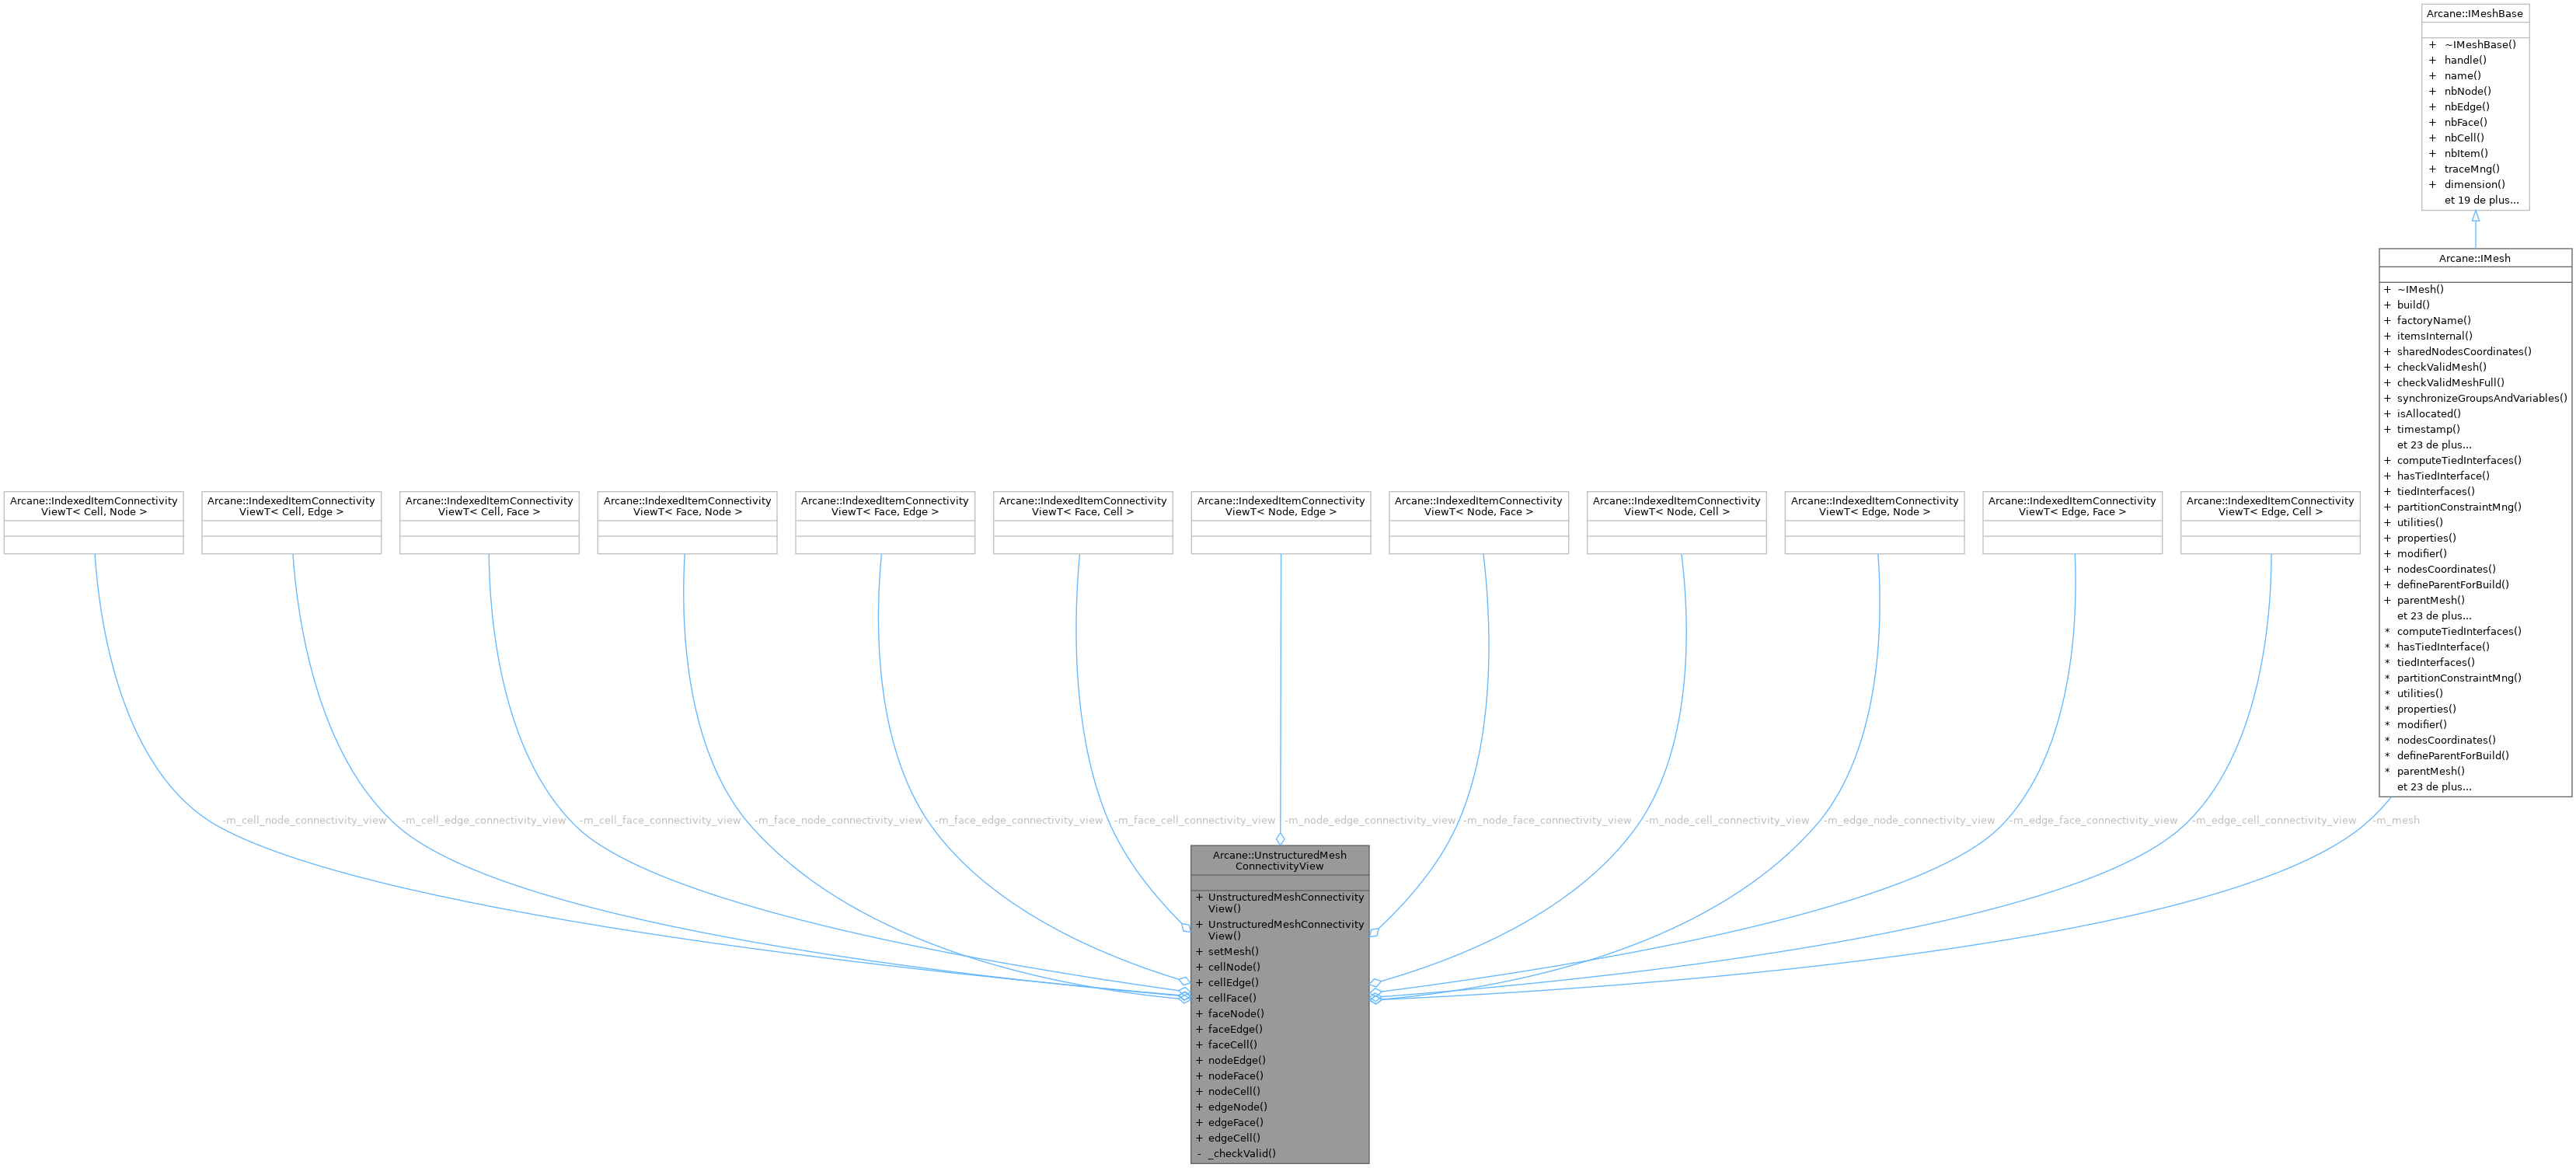 Arcane::IMeshBase
+ ~IMeshBase()
+ handle()
+ name()
+ nbNode()
+ nbEdge()
+ nbFace()
+ nbCell()
+ nbItem()
+ traceMng()
+ dimension()
et 19 de plus...
Arcane::IMesh
+ ~IMesh()
+ build()
+ factoryName()
+ itemsInternal()
+ sharedNodesCoordinates()
+ checkValidMesh()
+ checkValidMeshFull()
+ synchronizeGroupsAndVariables()
+ isAllocated()
+ timestamp()
et 23 de plus...
+ computeTiedInterfaces()
+ hasTiedInterface()
+ tiedInterfaces()
+ partitionConstraintMng()
+ utilities()
+ properties()
+ modifier()
+ nodesCoordinates()
+ defineParentForBuild()
+ parentMesh()
et 23 de plus...
* computeTiedInterfaces()
* hasTiedInterface()
* tiedInterfaces()
* partitionConstraintMng()
* utilities()
* properties()
* modifier()
* nodesCoordinates()
* defineParentForBuild()
* parentMesh()
et 23 de plus...
Arcane::IndexedItemConnectivity
ViewT< Cell, Node >
Arcane::IndexedItemConnectivity
ViewT< Cell, Edge >
Arcane::IndexedItemConnectivity
ViewT< Cell, Face >
Arcane::IndexedItemConnectivity
ViewT< Face, Node >
Arcane::IndexedItemConnectivity
ViewT< Face, Edge >
Arcane::IndexedItemConnectivity
ViewT< Face, Cell >
Arcane::IndexedItemConnectivity
ViewT< Node, Edge >
Arcane::IndexedItemConnectivity
ViewT< Node, Face >
Arcane::IndexedItemConnectivity
ViewT< Node, Cell >
Arcane::IndexedItemConnectivity
ViewT< Edge, Node >
Arcane::IndexedItemConnectivity
ViewT< Edge, Face >
Arcane::IndexedItemConnectivity
ViewT< Edge, Cell >
-m_cell_node_connectivity_view
-m_cell_edge_connectivity_view
-m_cell_face_connectivity_view
-m_face_node_connectivity_view
-m_face_edge_connectivity_view
-m_face_cell_connectivity_view
-m_node_edge_connectivity_view
-m_node_face_connectivity_view
-m_node_cell_connectivity_view
-m_edge_node_connectivity_view
-m_edge_face_connectivity_view
-m_edge_cell_connectivity_view
-m_mesh
Arcane::UnstructuredMesh
ConnectivityView
+ UnstructuredMeshConnectivity
View()
+ UnstructuredMeshConnectivity
View()
+ setMesh()
+ cellNode()
+ cellEdge()
+ cellFace()
+ faceNode()
+ faceEdge()
+ faceCell()
+ nodeEdge()
+ nodeFace()
+ nodeCell()
+ edgeNode()
+ edgeFace()
+ edgeCell()
- _checkValid()